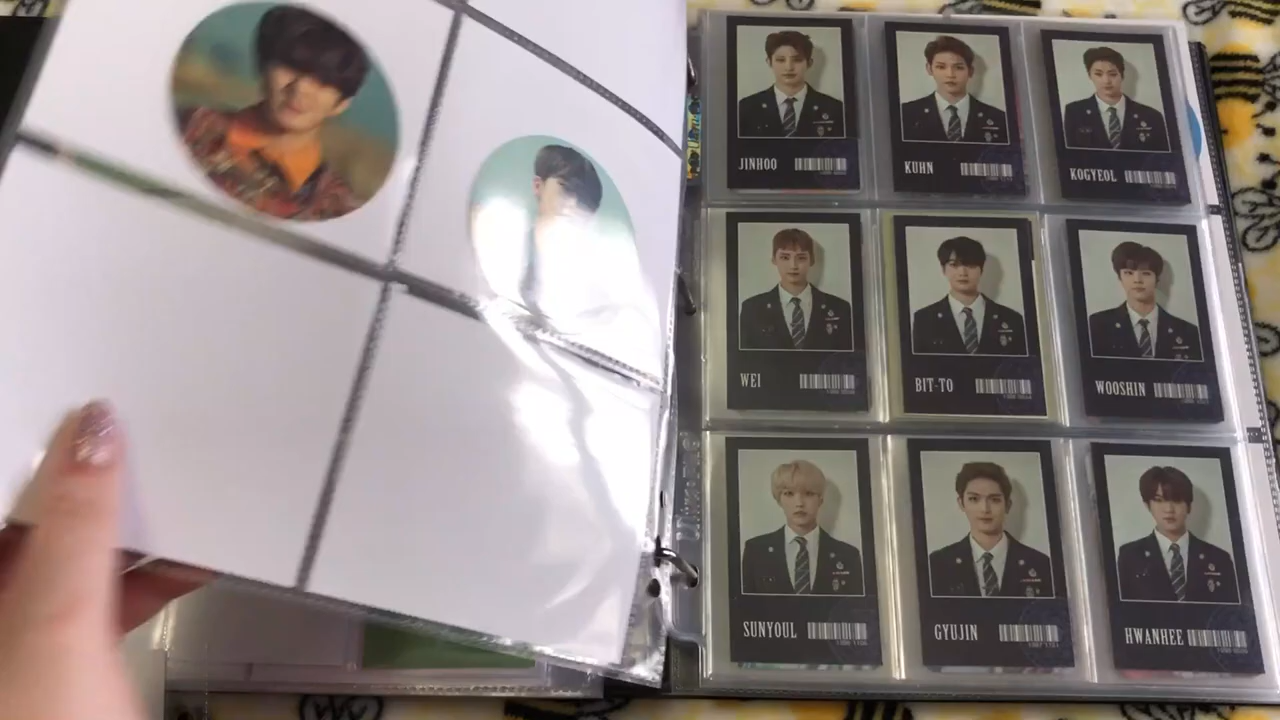 JINHOO
KUHN
KOGYEOL
WEI
BIT-TO
WOOSHIN
SUNYOUL
GYUJIN
HWANHEE